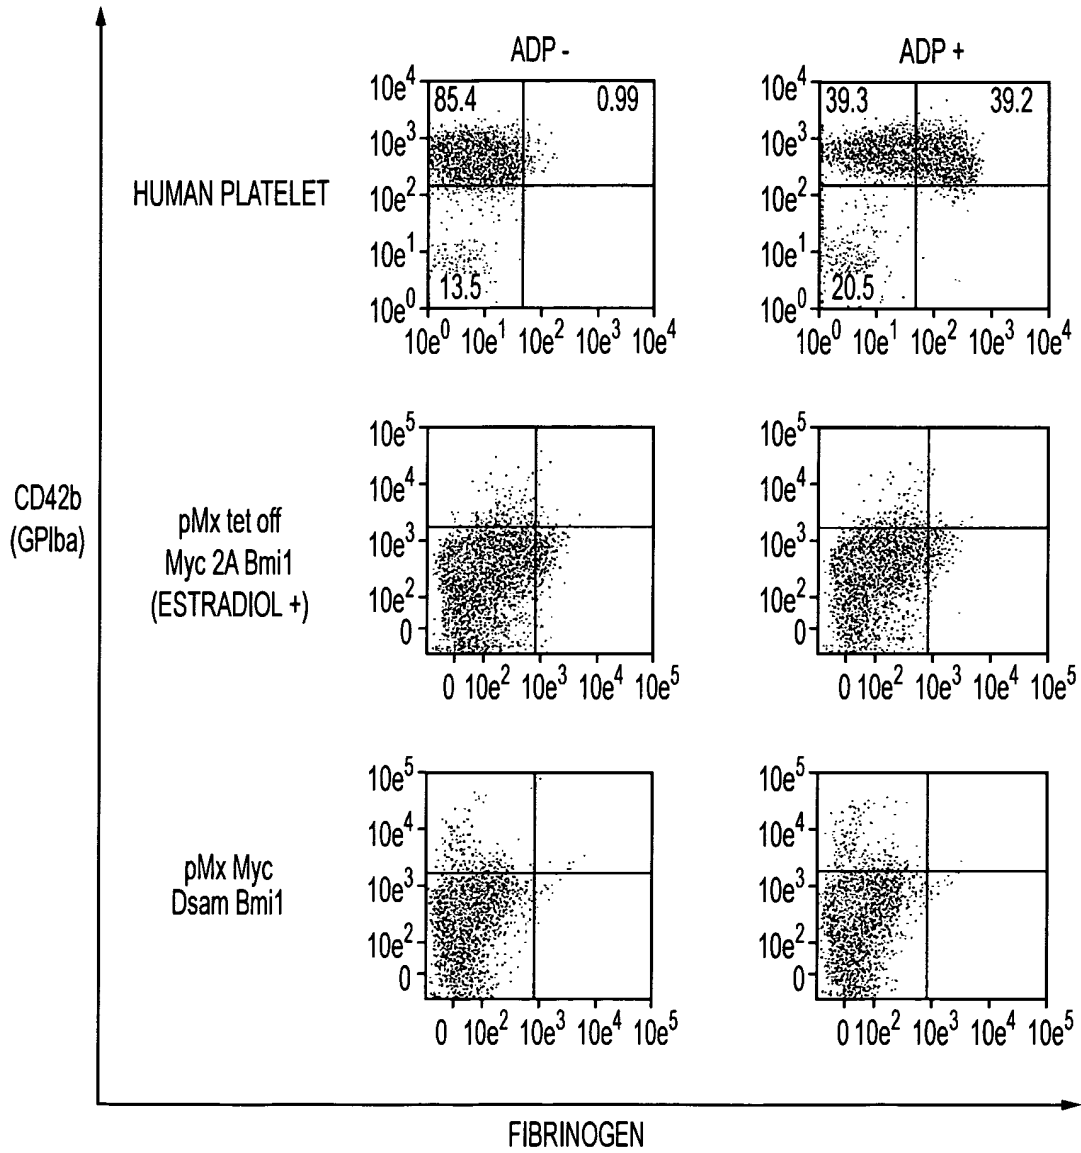 ADP -
ADP +
10e⁴
85.4
0.99
10e³
10e²
10e¹
13.5
10e⁰
10e⁰ 10e¹ 10e² 10e³ 10e⁴
10e⁴
39.3
39.2
10e³
10e²
10e¹
20.5
10e⁰
10e⁰ 10e¹ 10e² 10e³ 10e⁴
HUMAN PLATELET
CD42b
(GPIba)
pMx tet off
Myc 2A Bmi1
(ESTRADIOL +)
10e⁵
10e⁴
10e³
10e²
0
0 10e² 10e³ 10e⁴ 10e⁵
10e⁵
10e⁴
10e³
10e²
0
0 10e² 10e³ 10e⁴ 10e⁵
pMx Myc
Dsam Bmi1
10e⁵
10e⁴
10e³
10e²
0
0 10e² 10e³ 10e⁴ 10e⁵
10e⁵
10e⁴
10e³
10e²
0
0 10e² 10e³ 10e⁴ 10e⁵
FIBRINOGEN